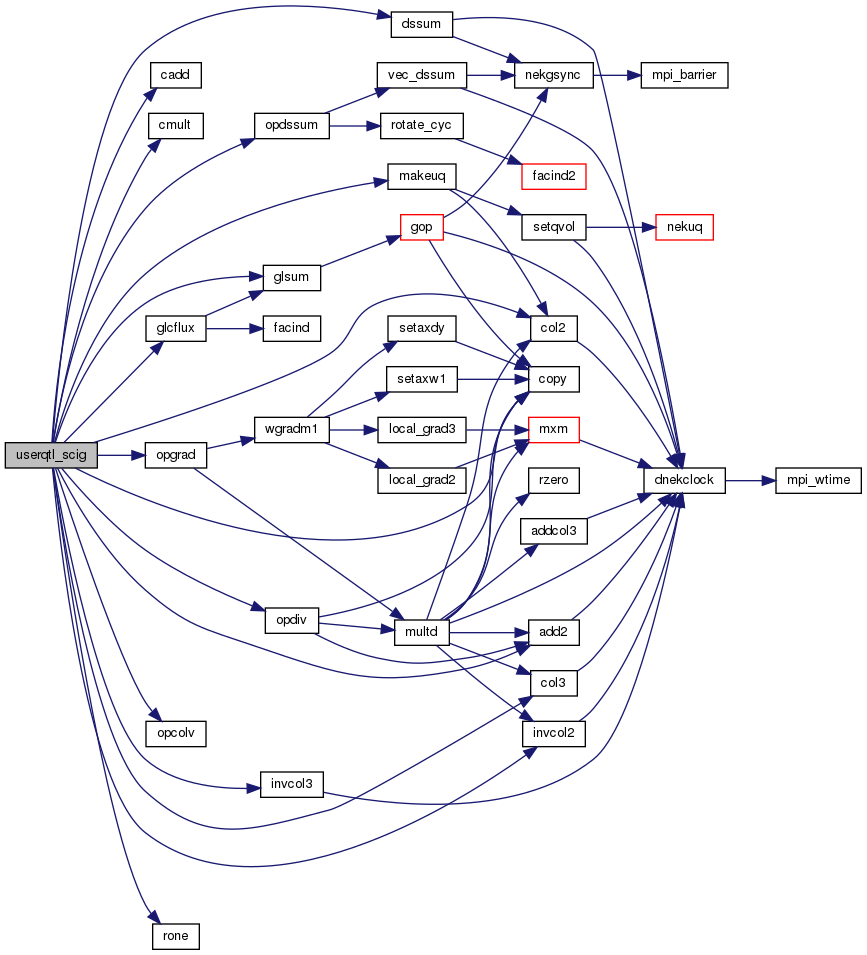 dssum
cadd
vec_dssum
nekgsync
mpi_barrier
cmult
opdssum
rotate_cyc
makeuq
facind2
gop
setqvol
nekuq
glsum
glcflux
facind
setaxdy
col2
setaxw1
copy
wgradm1
local_grad3
mxm
userqtl_scig
opgrad
local_grad2
rzero
dnekclock
mpi_wtime
addcol3
opdiv
multd
add2
col3
opcolv
invcol2
invcol3
rone